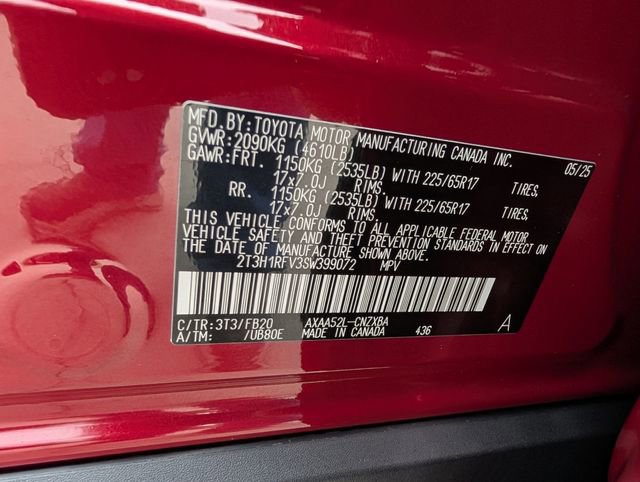 MFD.BY:TOYOTA MOTOR MANUFACTURING CANADA INC.
GVWR:2090KG (4610LB) 05/25
GAWR:FRT. 1150KG (2535LB) WITH 225/65R17 TIRES,
17x7.0J RIMS,
RR. 1150KG (2535LB) WITH 225/65R17 TIRES,
17x7.0J RIMS,
THIS VEHICLE CONFORMS TO ALL APPLICABLE FEDERAL MOTOR
VEHICLE SAFETY AND THEFT PREVENTION STANDARDS IN EFFECT ON
THE DATE OF MANUFACTURE SHOWN ABOVE.
2T3H1RFV3SW399072 MPV
C/TR:3T3/FB20 AXAA52L-CNZXBA A
A/TM: /UB80E MADE IN CANADA 436